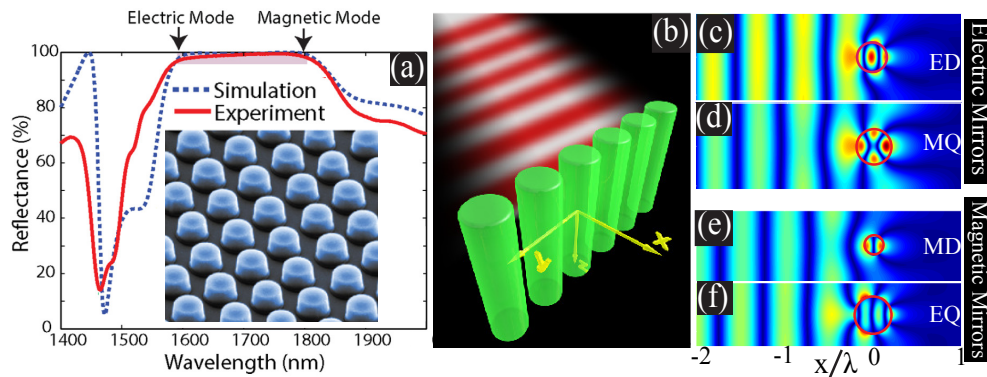 Electric Mode
Magnetic Mode
100
80
60
40
20
0
Reflectance (%)
(a)
Simulation
Experiment
1400
1500
1600
1700
1800
1900
Wavelength (nm)
(b)
Y
z
X
(c)
ED
(d)
MQ
Electric Mirrors
(e)
MD
(f)
EQ
Magnetic Mirrors
-2
-1
0
1
x/λ